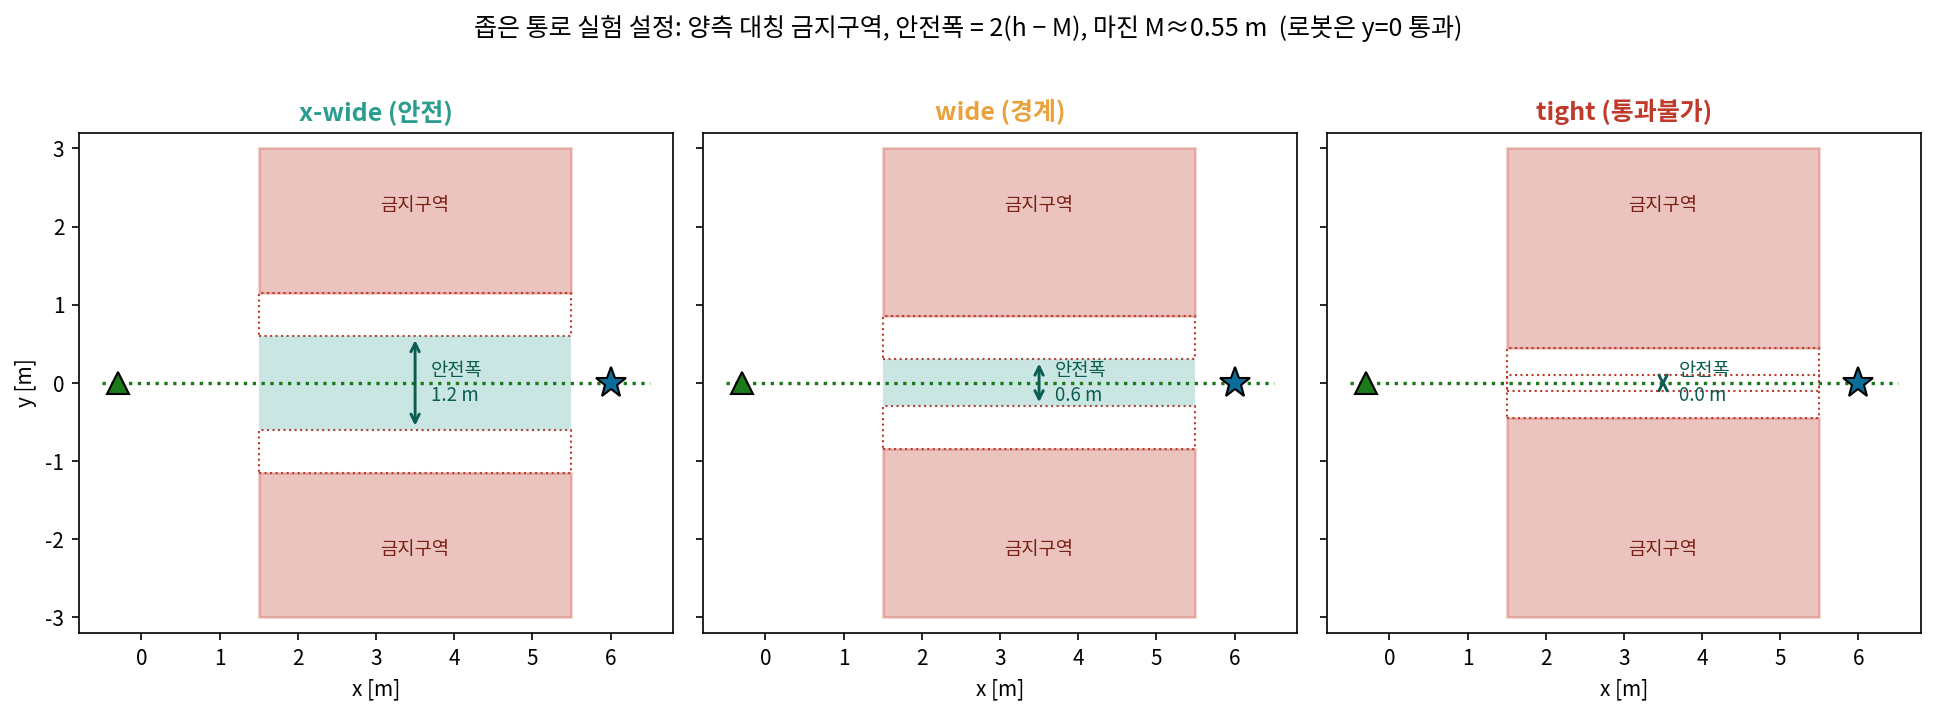 좁은 통로 실험 설정: 양측 대칭 금지구역, 안전폭 = 2(h − M), 마진 M≈0.55 m (로봇은 y=0 통과)
x-wide (안전)
wide (경계)
tight (통과불가)
3
2
1
0
-1
-2
-3
y [m]
금지구역
안전폭
1.2 m
금지구역
0 1 2 3 4 5 6
x [m]
금지구역
안전폭
0.6 m
금지구역
0 1 2 3 4 5 6
x [m]
금지구역
안전폭
0.0 m
금지구역
0 1 2 3 4 5 6
x [m]